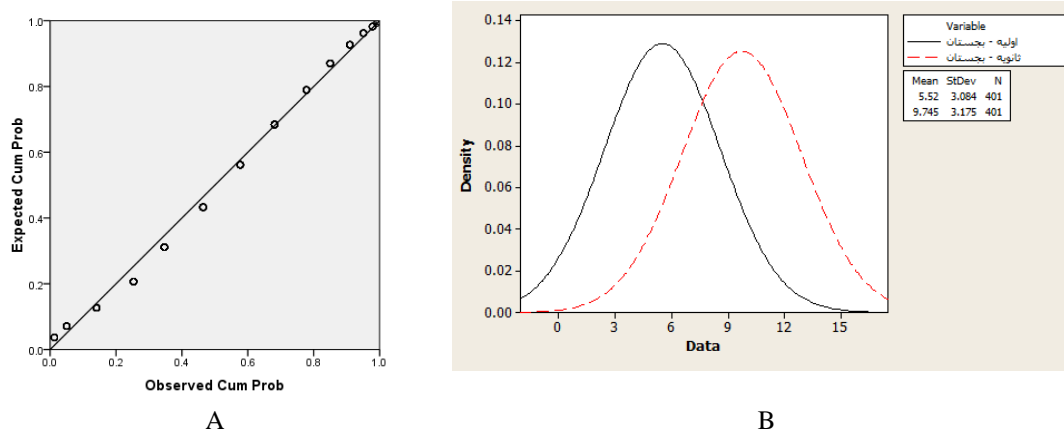 1.0
0.8
0.6
0.4
0.2
0.0
0.0 0.2 0.4 0.6 0.8 1.0
Expected Cum Prob
Observed Cum Prob
A
0.14
0.12
0.10
0.08
0.06
0.04
0.02
0.00
0 3 6 9 12 15
Density
Data
Variable
اولیه - بجستان
ثانویه - بجستان
Mean StDev N
5.52 3.084 401
9.745 3.175 401
B